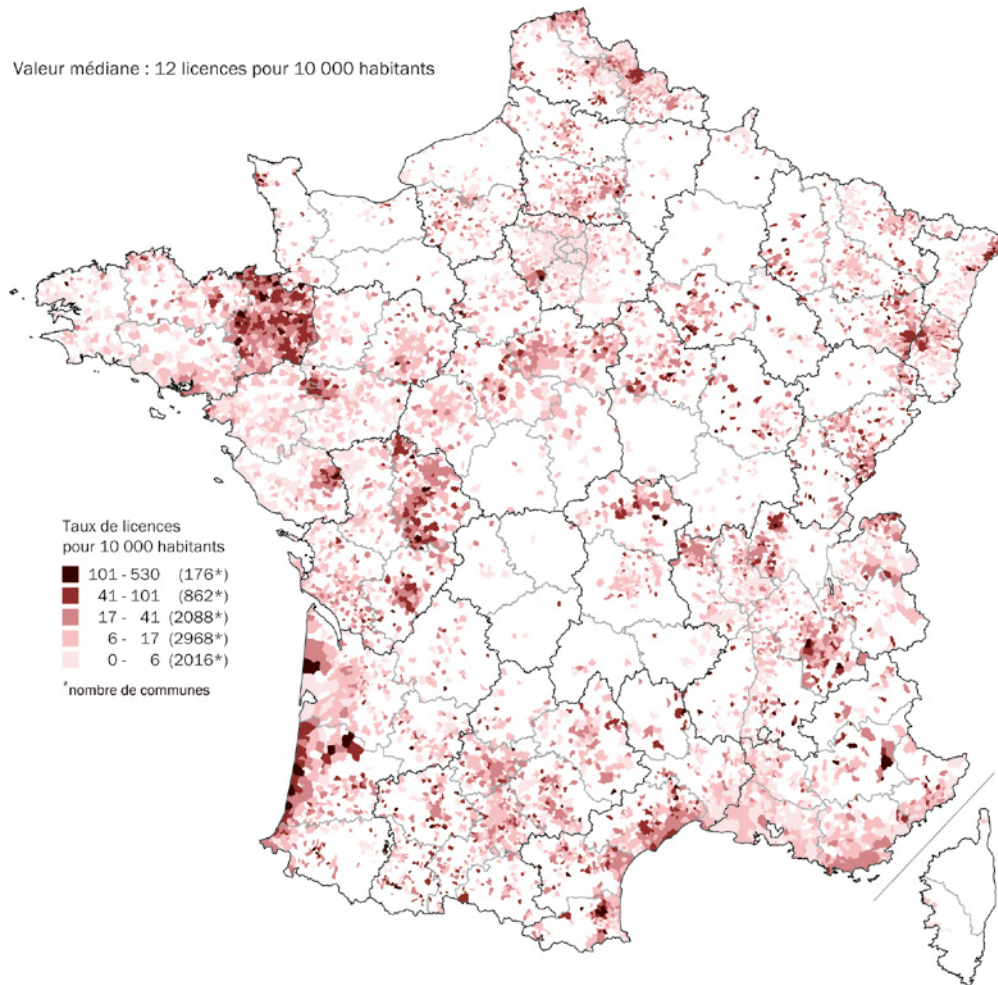 Valeur médiane : 12 licences pour 10 000 habitants
Taux de licences
pour 10 000 habitants
101 - 530 (176*)
41 - 101 (862*)
17 - 41 (2088*)
6 - 17 (2968*)
0 - 6 (2016*)
*nombre de communes